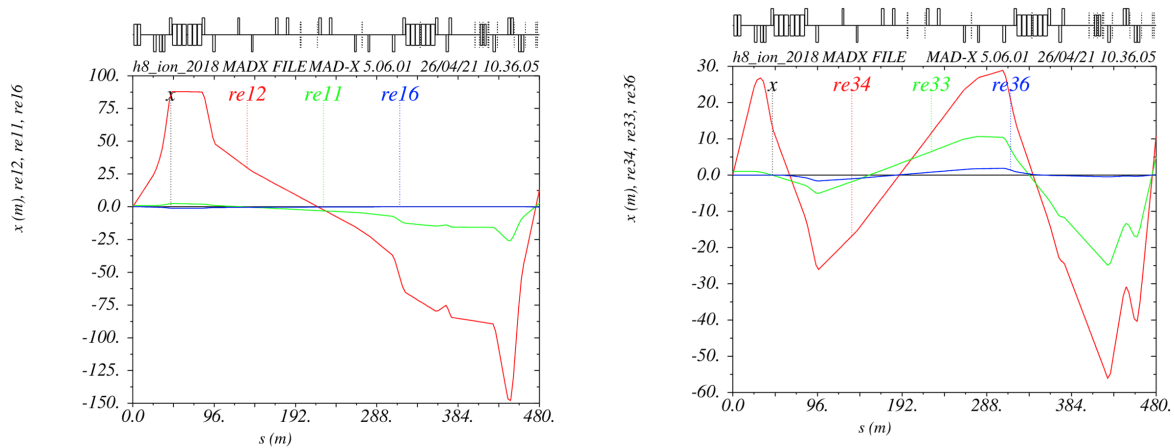 h8_ion_2018 MADX FILE MAD-X 5.06.01 26/04/21 10.36.05
x (m), re12, re11, re16
100.
75.
50.
25.
0.0
-25.
-50.
-75.
-100.
-125.
-150.
x re12 re11 re16
0.0 96. 192. 288. 384. 480.
s (m)
h8_ion_2018 MADX FILE MAD-X 5.06.01 26/04/21 10.36.05
x (m), re34, re33, re36
30.
20.
10.
0.0
-10.
-20.
-30.
-40.
-50.
-60.
x re34 re33 re36
0.0 96. 192. 288. 384. 480.
s (m)